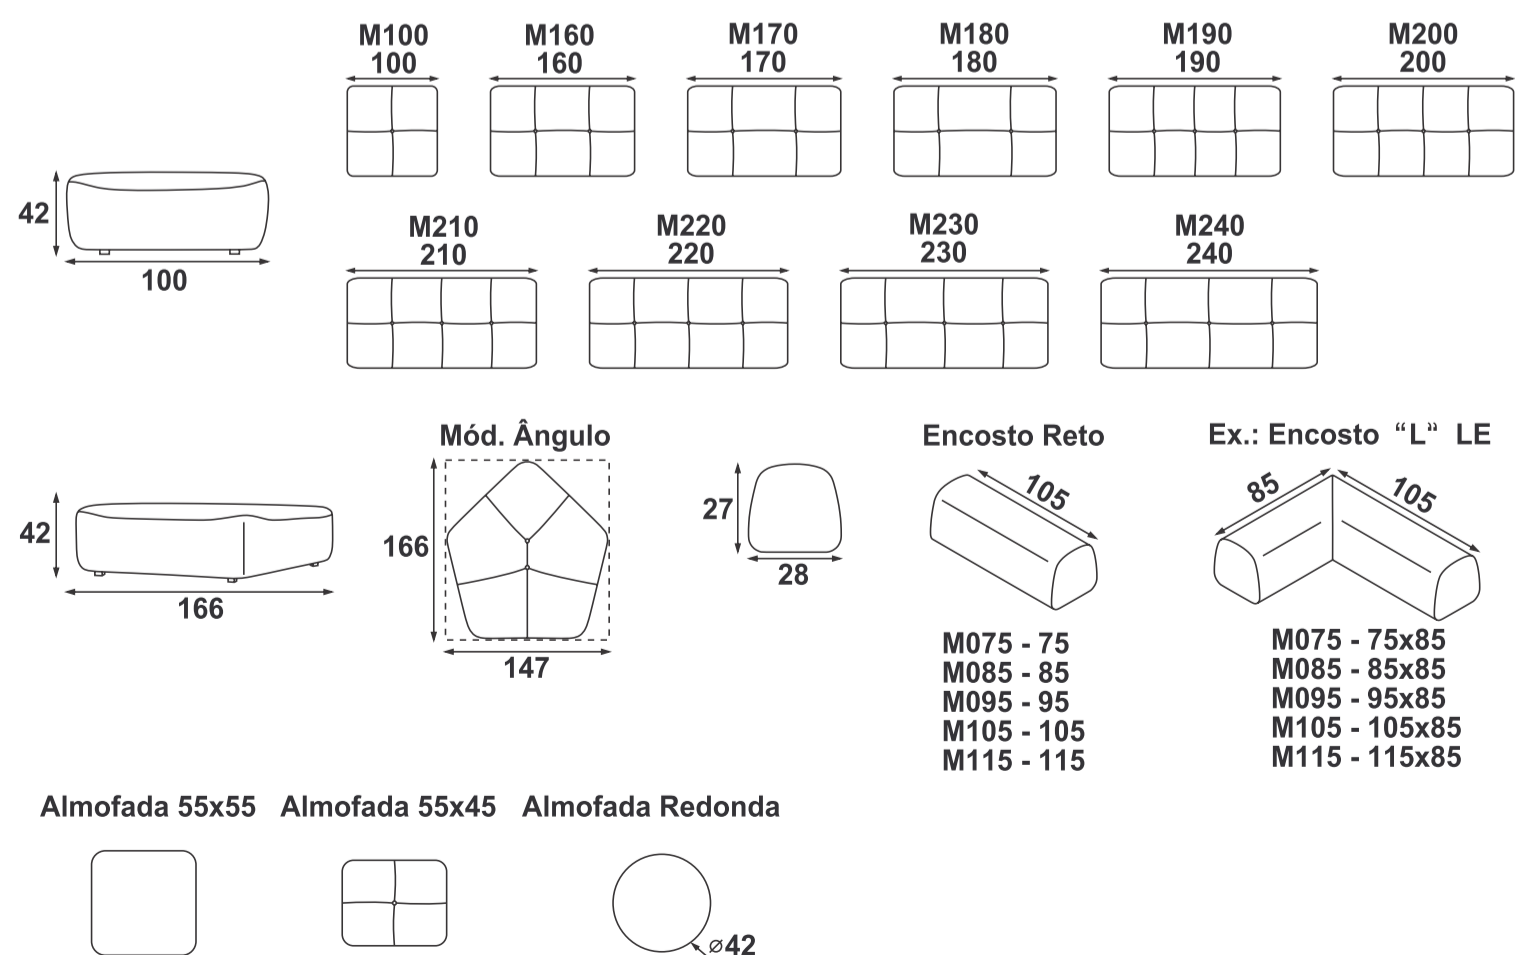 M100 M160 M170 M180 M190 M200
100 160 170 180 190 200
42
100
M210 M220 M230 M240
210 220 230 240
Mód. Ângulo
Encosto Reto
Ex.: Encosto “L” LE
42
166
166
147
27
28
105
85
105
M075 - 75
M085 - 85
M095 - 95
M105 - 105
M115 - 115
M075 - 75x85
M085 - 85x85
M095 - 95x85
M105 - 105x85
M115 - 115x85
Almofada 55x55 Almofada 55x45 Almofada Redonda
⌀42